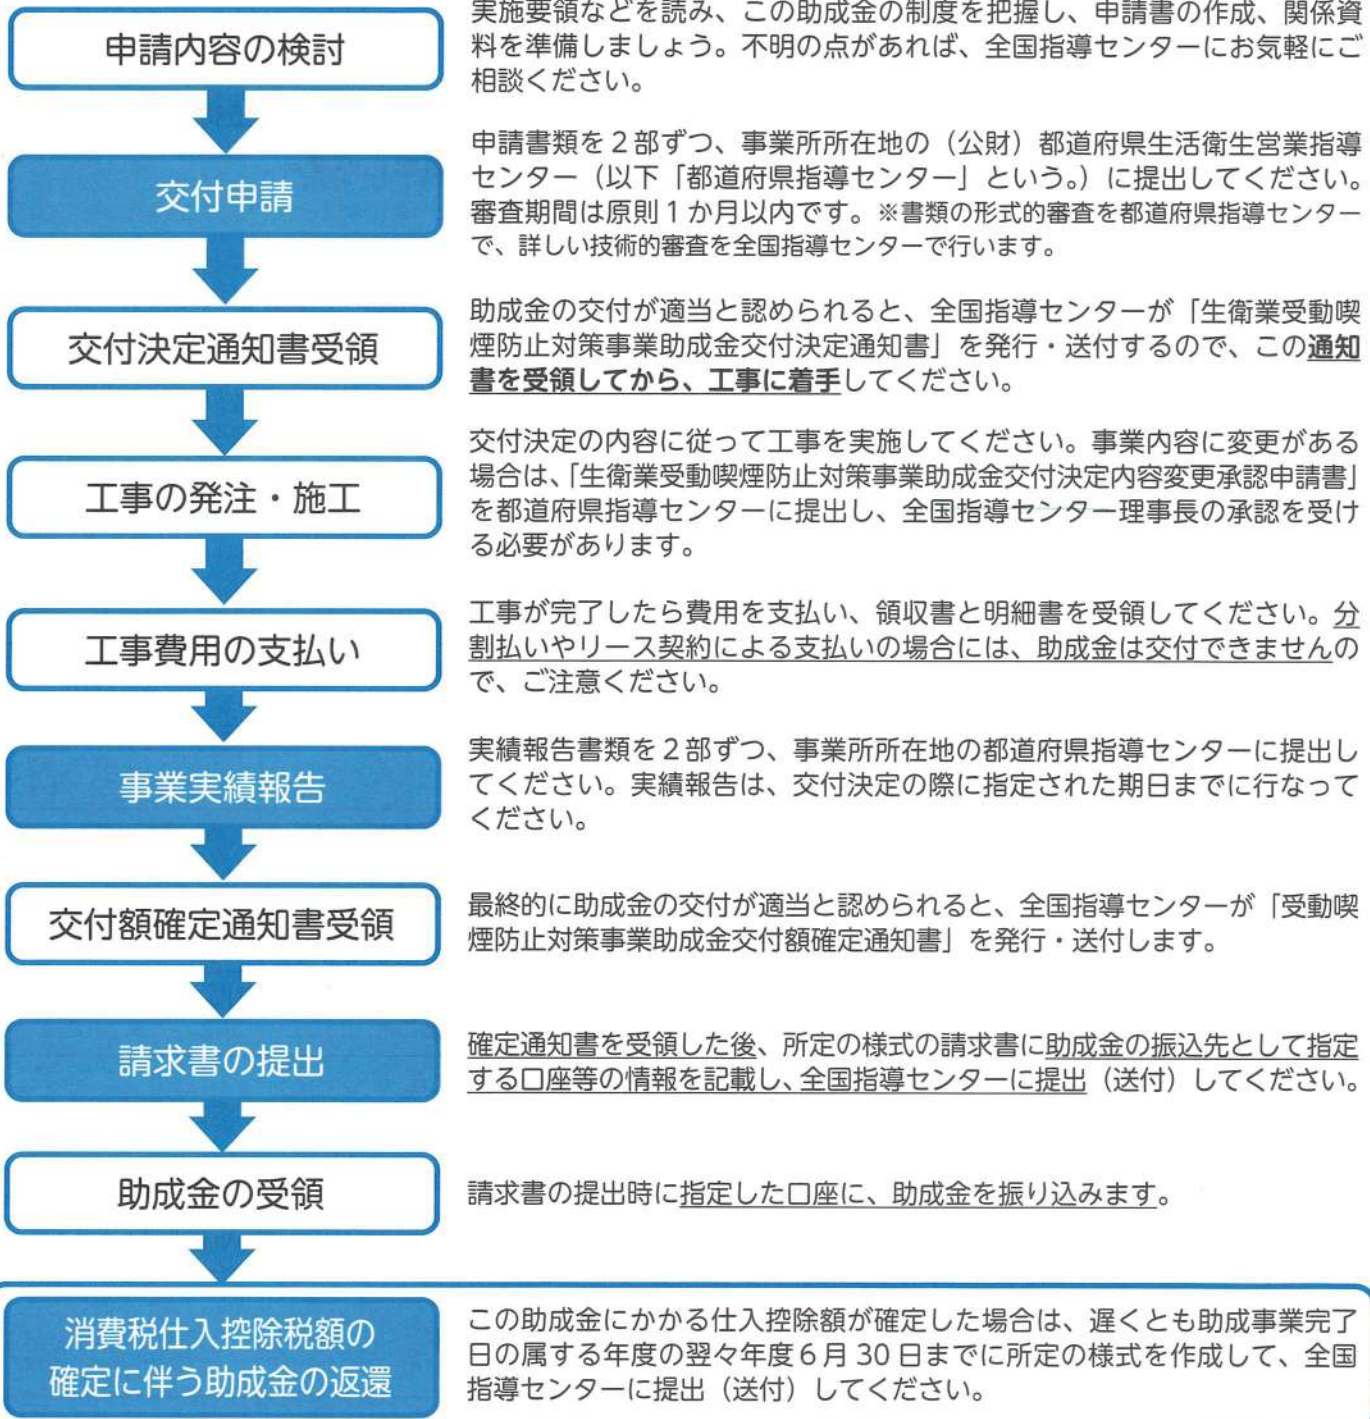 申請内容の検討
実施要領などを読み、この助成金の制度を把握し、申請書の作成、関係資
料を準備しましょう。不明の点があれば、全国指導センターにお気軽にご
相談ください。
交付申請
申請書類を２部ずつ、事業所所在地の（公財）都道府県生活衛生営業指導
センター（以下「都道府県指導センター」という。）に提出してください。
審査期間は原則１か月以内です。※書類の形式的審査を都道府県指導センター
で、詳しい技術的審査を全国指導センターで行います。
交付決定通知書受領
助成金の交付が適当と認められると、全国指導センターが「生衛業受動喫
煙防止対策事業助成金交付決定通知書」を発行・送付するので、この通知
書を受領してから、工事に着手してください。
工事の発注・施工
交付決定の内容に従って工事を実施してください。事業内容に変更がある
場合は、「生衛業受動喫煙防止対策事業助成金交付決定内容変更承認申請書」
を都道府県指導センターに提出し、全国指導センター理事長の承認を受け
る必要があります。
工事費用の支払い
工事が完了したら費用を支払い、領収書と明細書を受領してください。分
割払いやリース契約による支払いの場合には、助成金は交付できませんの
で、ご注意ください。
事業実績報告
実績報告書類を２部ずつ、事業所所在地の都道府県指導センターに提出し
てください。実績報告は、交付決定の際に指定された期日までに行なって
ください。
交付額確定通知書受領
最終的に助成金の交付が適当と認められると、全国指導センターが「受動喫
煙防止対策事業助成金交付額確定通知書」を発行・送付します。
請求書の提出
確定通知書を受領した後、所定の様式の請求書に助成金の振込先として指定
する口座等の情報を記載し、全国指導センターに提出（送付）してください。
助成金の受領
請求書の提出時に指定した口座に、助成金を振り込みます。
消費税仕入控除税額の
確定に伴う助成金の返還
この助成金にかかる仕入控除額が確定した場合は、遅くとも助成事業完了
日の属する年度の翌々年度６月 30 日までに所定の様式を作成して、全国
指導センターに提出（送付）してください。